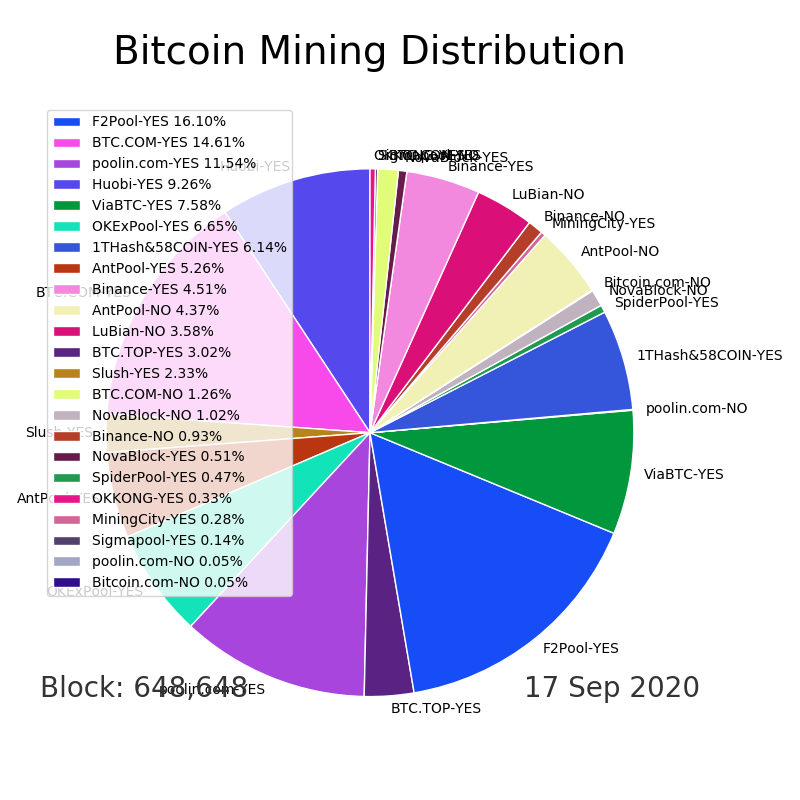 Bitcoin Mining Distribution
F2Pool-YES 16.10%
BTC.COM-YES 14.61%
poolin.com-YES 11.54%
Huobi-YES 9.26%
ViaBTC-YES 7.58%
OKExPool-YES 6.65%
1THash&58COIN-YES 6.14%
AntPool-YES 5.26%
Binance-YES 4.51%
AntPool-NO 4.37%
LuBian-NO 3.58%
BTC.TOP-YES 3.02%
Slush-YES 2.33%
BTC.COM-NO 1.26%
NovaBlock-NO 1.02%
Binance-NO 0.93%
NovaBlock-YES 0.51%
SpiderPool-YES 0.47%
OKKONG-YES 0.33%
MiningCity-YES 0.28%
Sigmapool-YES 0.14%
poolin.com-NO 0.05%
Bitcoin.com-NO 0.05%
Huobi-YES
BTC.COM-YES
Slush-YES
AntPool-YES
OKExPool-YES
poolin.com-YES
BTC.TOP-YES
F2Pool-YES
ViaBTC-YES
poolin.com-NO
1THash&58COIN-YES
SpiderPool-YES
NovaBlock-NO
Bitcoin.com-NO
AntPool-NO
MiningCity-YES
Binance-NO
LuBian-NO
Binance-YES
NovaBlock-YES
Block: 648,648
17 Sep 2020